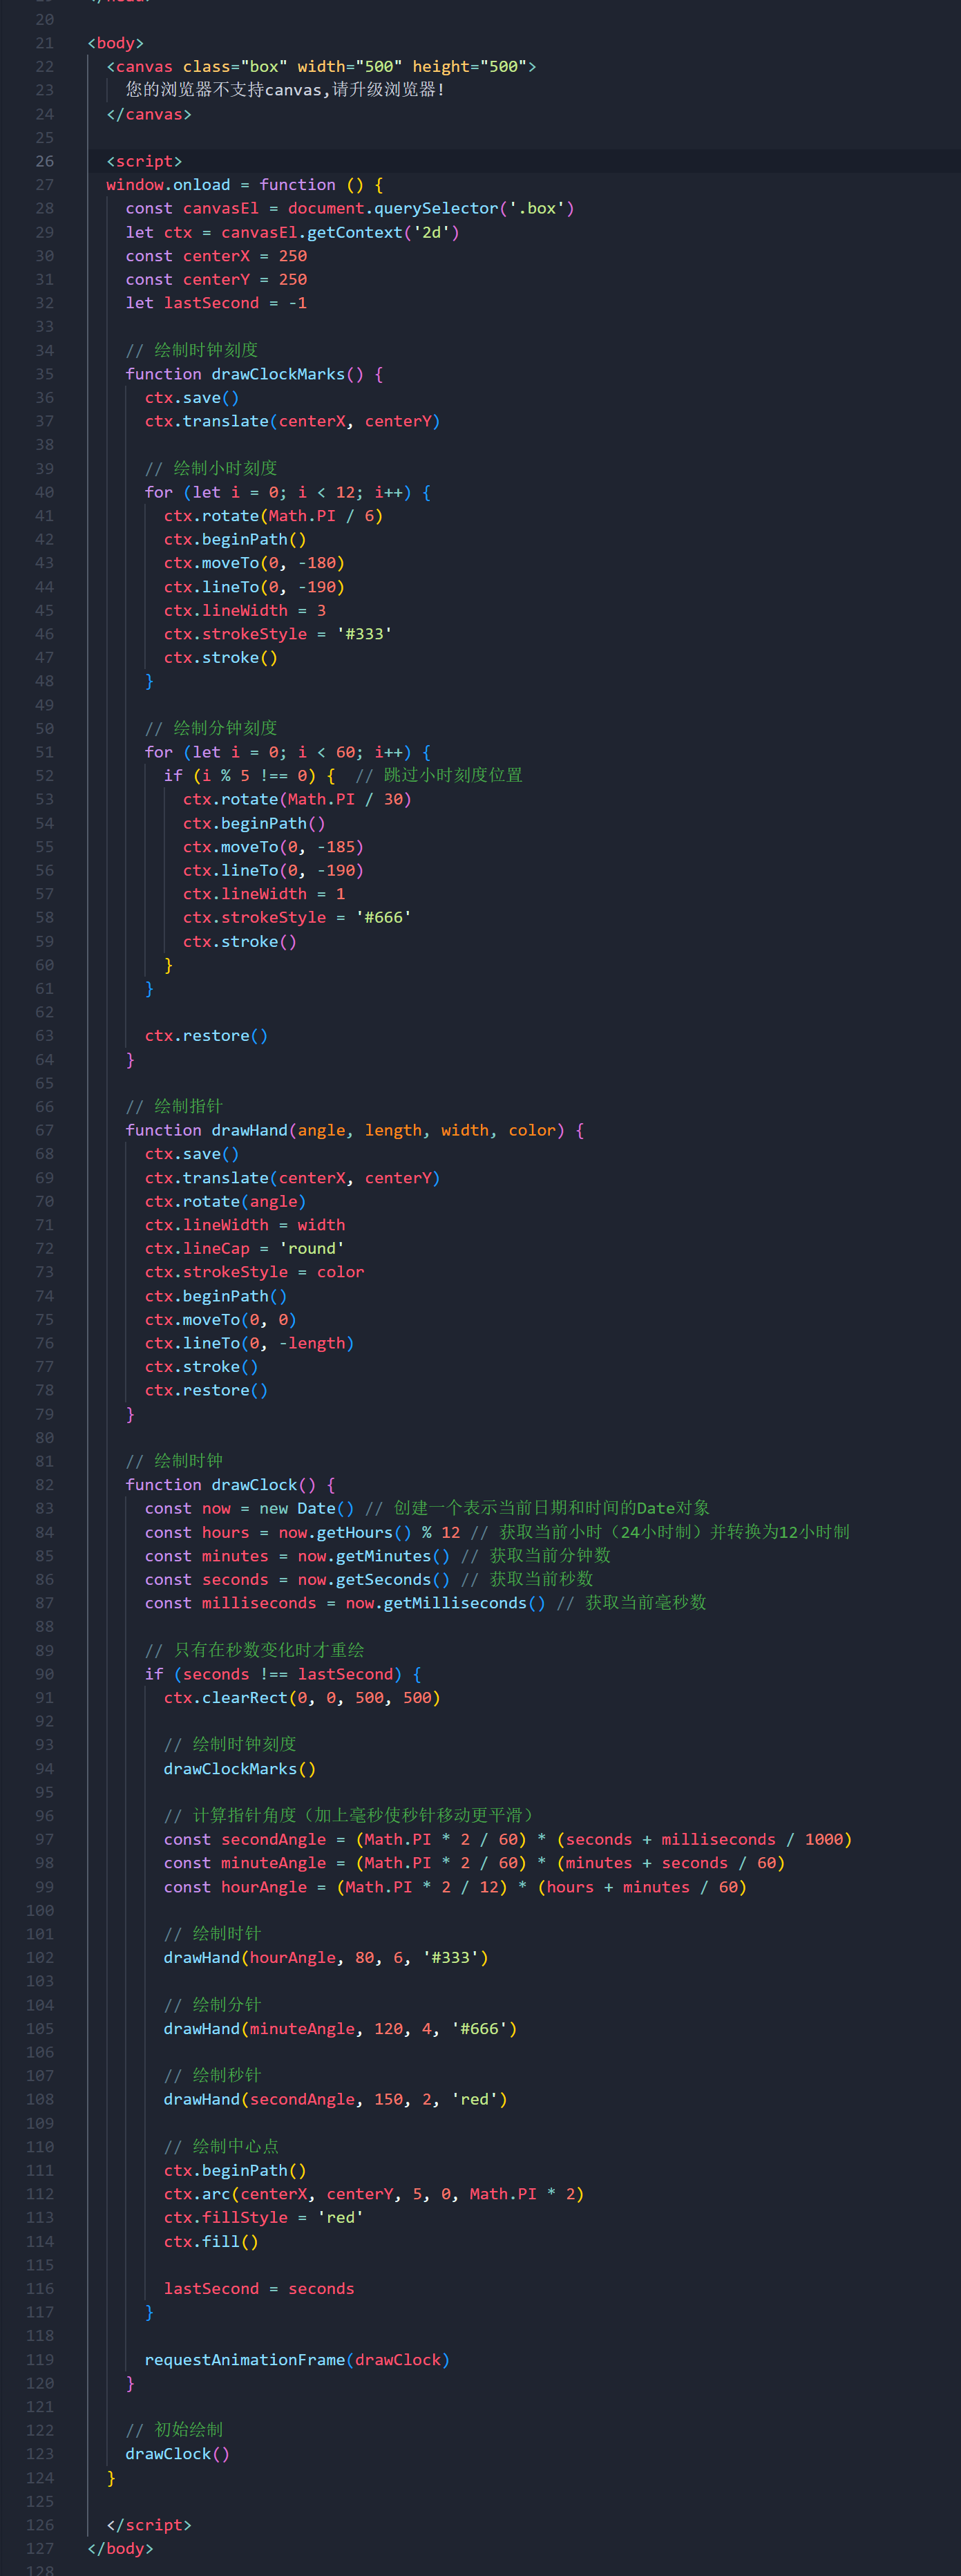 20
21 <body>
22 <canvas class="box" width="500" height="500">
23 您的浏览器不支持canvas,请升级浏览器!
24 </canvas>
25
26 <script>
27 window.onload = function () {
28 const canvasEl = document.querySelector('.box')
29 let ctx = canvasEl.getContext('2d')
30 const centerX = 250
31 const centerY = 250
32 let lastSecond = -1
33
34 // 绘制时钟刻度
35 function drawClockMarks() {
36 ctx.save()
37 ctx.translate(centerX, centerY)
38
39 // 绘制小时刻度
40 for (let i = 0; i < 12; i++) {
41 ctx.rotate(Math.PI / 6)
42 ctx.beginPath()
43 ctx.moveTo(0, -180)
44 ctx.lineTo(0, -190)
45 ctx.lineWidth = 3
46 ctx.strokeStyle = '#333'
47 ctx.stroke()
48 }
49
50 // 绘制分钟刻度
51 for (let i = 0; i < 60; i++) {
52 if (i % 5 !== 0) { // 跳过小时刻度位置
53 ctx.rotate(Math.PI / 30)
54 ctx.beginPath()
55 ctx.moveTo(0, -185)
56 ctx.lineTo(0, -190)
57 ctx.lineWidth = 1
58 ctx.strokeStyle = '#666'
59 ctx.stroke()
60 }
61 }
62
63 ctx.restore()
64 }
65
66 // 绘制指针
67 function drawHand(angle, length, width, color) {
68 ctx.save()
69 ctx.translate(centerX, centerY)
70 ctx.rotate(angle)
71 ctx.lineWidth = width
72 ctx.lineCap = 'round'
73 ctx.strokeStyle = color
74 ctx.beginPath()
75 ctx.moveTo(0, 0)
76 ctx.lineTo(0, -length)
77 ctx.stroke()
78 ctx.restore()
79 }
80
81 // 绘制时钟
82 function drawClock() {
83 const now = new Date() // 创建一个表示当前日期和时间的Date对象
84 const hours = now.getHours() % 12 // 获取当前小时（24小时制）并转换为12小时制
85 const minutes = now.getMinutes() // 获取当前分钟数
86 const seconds = now.getSeconds() // 获取当前秒数
87 const milliseconds = now.getMilliseconds() // 获取当前毫秒数
88
89 // 只有在秒数变化时才重绘
90 if (seconds !== lastSecond) {
91 ctx.clearRect(0, 0, 500, 500)
92
93 // 绘制时钟刻度
94 drawClockMarks()
95
96 // 计算指针角度（加上毫秒使秒针移动更平滑）
97 const secondAngle = (Math.PI * 2 / 60) * (seconds + milliseconds / 1000)
98 const minuteAngle = (Math.PI * 2 / 60) * (minutes + seconds / 60)
99 const hourAngle = (Math.PI * 2 / 12) * (hours + minutes / 60)
100
101 // 绘制时针
102 drawHand(hourAngle, 80, 6, '#333')
103
104 // 绘制分针
105 drawHand(minuteAngle, 120, 4, '#666')
106
107 // 绘制秒针
108 drawHand(secondAngle, 150, 2, 'red')
109
110 // 绘制中心点
111 ctx.beginPath()
112 ctx.arc(centerX, centerY, 5, 0, Math.PI * 2)
113 ctx.fillStyle = 'red'
114 ctx.fill()
115
116 lastSecond = seconds
117 }
118
119 requestAnimationFrame(drawClock)
120 }
121
122 // 初始绘制
123 drawClock()
124 }
125
126 </script>
127 </body>
128